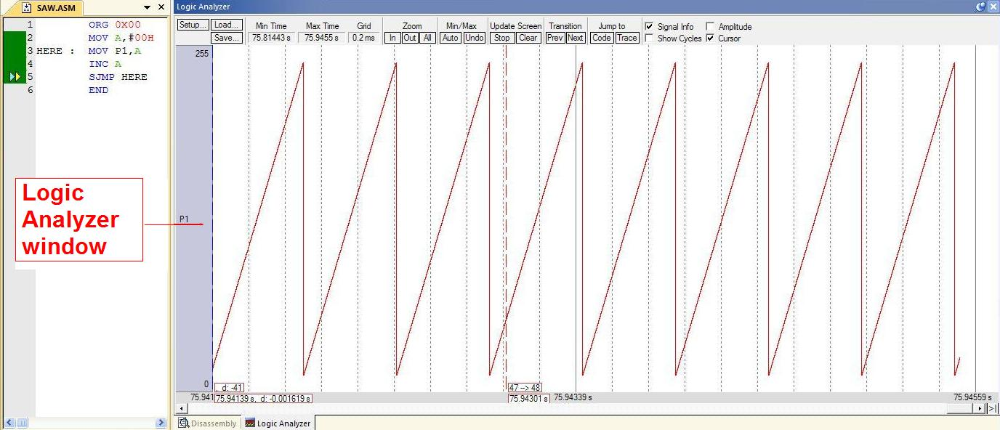 SAW.ASM
1 ORG 0X00
2 MOV A,#00H
3 HERE : MOV P1,A
4 INC A
5 SJMP HERE
6 END
Logic
Analyzer
window
Logic Analyzer
Setup... Load... Min Time Max Time Grid Zoom Min/Max Update Screen Transition Jump to Signal Info Amplitude
Save... 75.81443 s 75.9455 s 0.2 ms In Out All Auto Undo Stop Clear Prev Next Code Trace Show Cycles Cursor
255
P1
0
, d: -41 47 --> 48
75.941 75.94139 s, d: -0.001619 s 75.94301 s 75.94339 s 75.94559 s
Disassembly Logic Analyzer